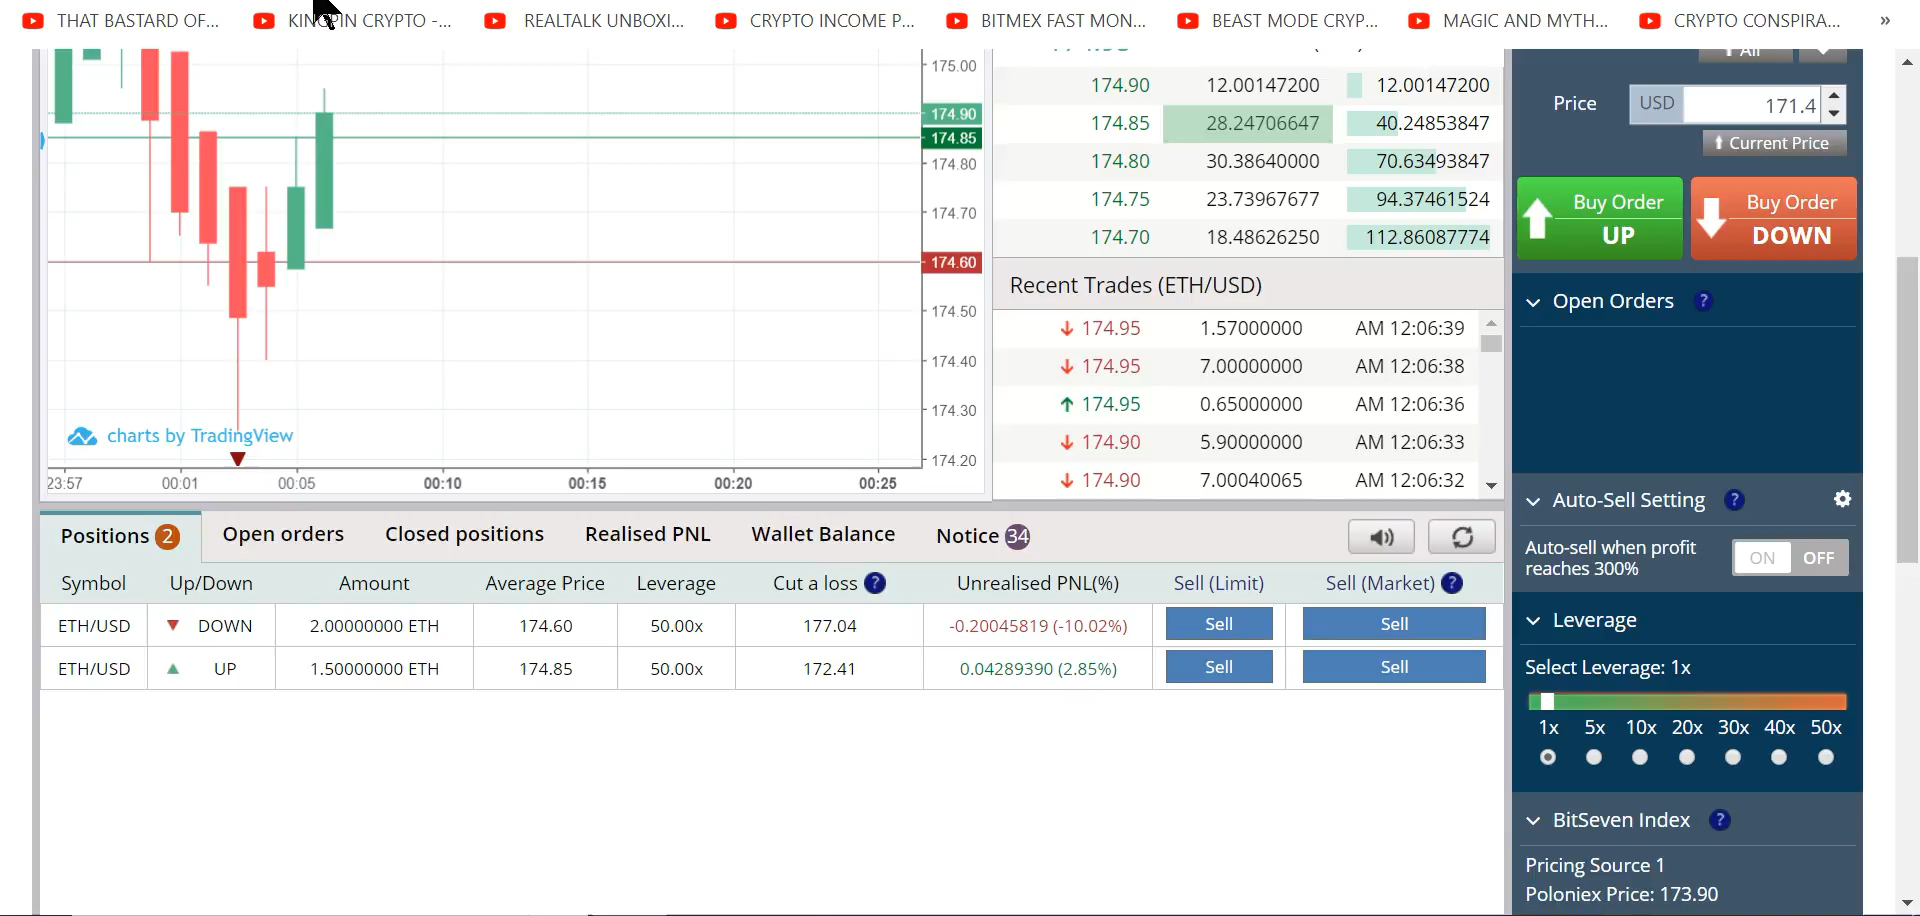 THAT BASTARD OF...
KINGPIN CRYPTO -...
REALTALK UNBOXI...
CRYPTO INCOME P...
BITMEX FAST MON...
BEAST MODE CRYP...
MAGIC AND MYTH...
CRYPTO CONSPIRA...
»
175.00
174.90
174.85
174.80
174.70
174.60
174.50
174.40
174.30
174.20
charts by TradingView
23:57 00:01 00:05 00:10 00:15 00:20 00:25
174.90 12.00147200 12.00147200
174.85 28.24706647 40.24853847
174.80 30.38640000 70.63493847
174.75 23.73967677 94.37461524
174.70 18.48626250 112.86087774
Recent Trades (ETH/USD)
174.95 1.57000000 AM 12:06:39
174.95 7.00000000 AM 12:06:38
174.95 0.65000000 AM 12:06:36
174.90 5.90000000 AM 12:06:33
174.90 7.00040065 AM 12:06:32
All
Price USD 171.4
Current Price
Buy Order UP
Buy Order DOWN
Open Orders ?
Auto-Sell Setting ?
Auto-sell when profit
reaches 300%
ON OFF
Leverage
Select Leverage: 1x
1x 5x 10x 20x 30x 40x 50x
BitSeven Index ?
Pricing Source 1
Poloniex Price: 173.90
Positions 2 Open orders Closed positions Realised PNL Wallet Balance Notice 34
Symbol Up/Down Amount Average Price Leverage Cut a loss ? Unrealised PNL(%) Sell (Limit) Sell (Market) ?
ETH/USD DOWN 2.00000000 ETH 174.60 50.00x 177.04 -0.20045819 (-10.02%) Sell Sell
ETH/USD UP 1.50000000 ETH 174.85 50.00x 172.41 0.04289390 (2.85%) Sell Sell